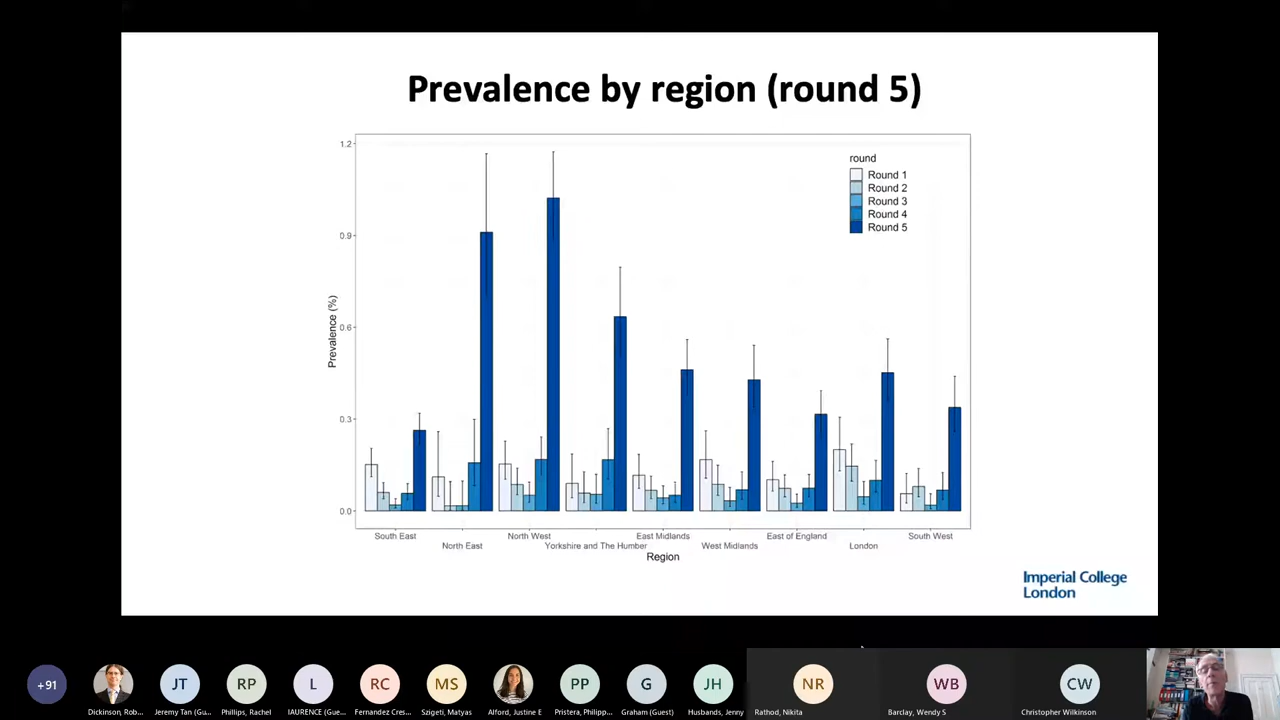 Prevalence by region (round 5)
1.2
0.9
0.6
0.3
0.0
Prevalence (%)
round
Round 1
Round 2
Round 3
Round 4
Round 5
South East
North East
North West
Yorkshire and The Humber
East Midlands
West Midlands
East of England
London
South West
Region
Imperial College
London
+91
JT
RP
L
RC
MS
PP
G
JH
NR
WB
CW
Dickinson, Rob...
Jeremy Tan (Gu...
Phillips, Rachel
lAURENCE (Gue...
Fernandez Cres...
Szigeti, Matyas
Alford, Justine E
Pristera, Philipp...
Graham (Guest)
Husbands, Jenny
Rathod, Nikita
Barclay, Wendy S
Christopher Wilkinson